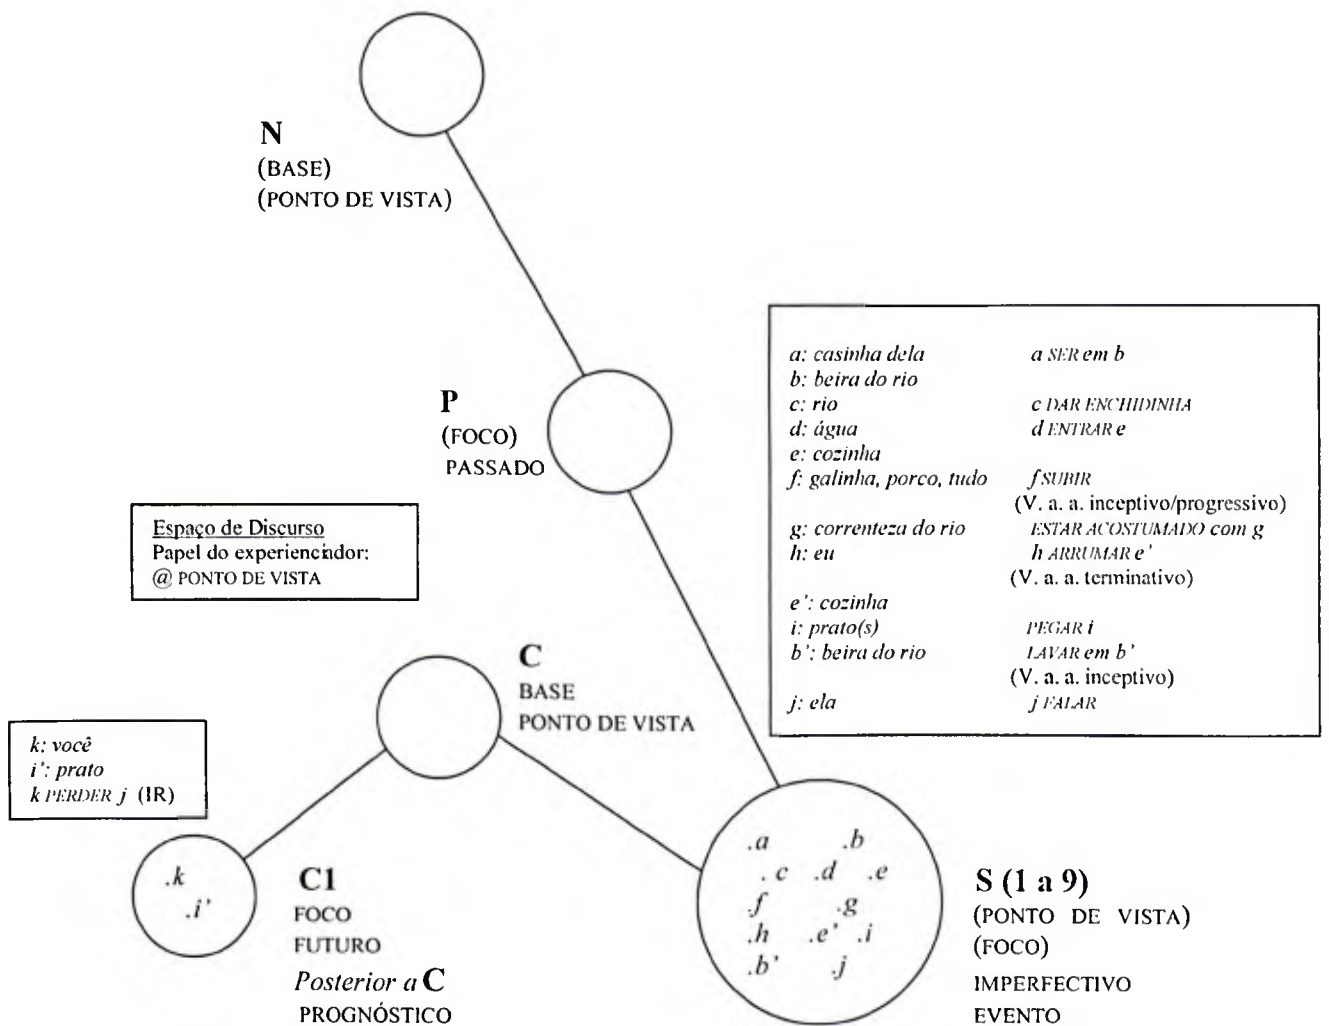 N
(BASE)
(PONTO DE VISTA)
P
(FOCO)
PASSADO
a: casinha dela a SER em b
b: beira do rio
c: rio c DAR ENCHIDINHA
d: água d ENTRAR e
e: cozinha
f: galinha, porco, tudo f SUBIR
(V. a. a. inceptivo/progressivo)
g: correnteza do rio ESTAR ACOSTUMADO com g
h: eu h ARRUMAR e'
(V. a. a. terminativo)
e': cozinha
i: prato(s) PEGAR i
b': beira do rio LAVAR em b'
(V. a. a. inceptivo)
j: ela j FALAR
Espaço de Discurso
Papel do experienciador:
@ PONTO DE VISTA
C
BASE
PONTO DE VISTA
k: você
i': prato
k PERDER j (IR)
.k
.i'
C1
FOCO
FUTURO
Posterior a C
PROGNÓSTICO
.a .b
.c .d .e
.f .g
.h .e' .i
.b' .j
S (1 a 9)
(PONTO DE VISTA)
(FOCO)
IMPERFECTIVO
EVENTO